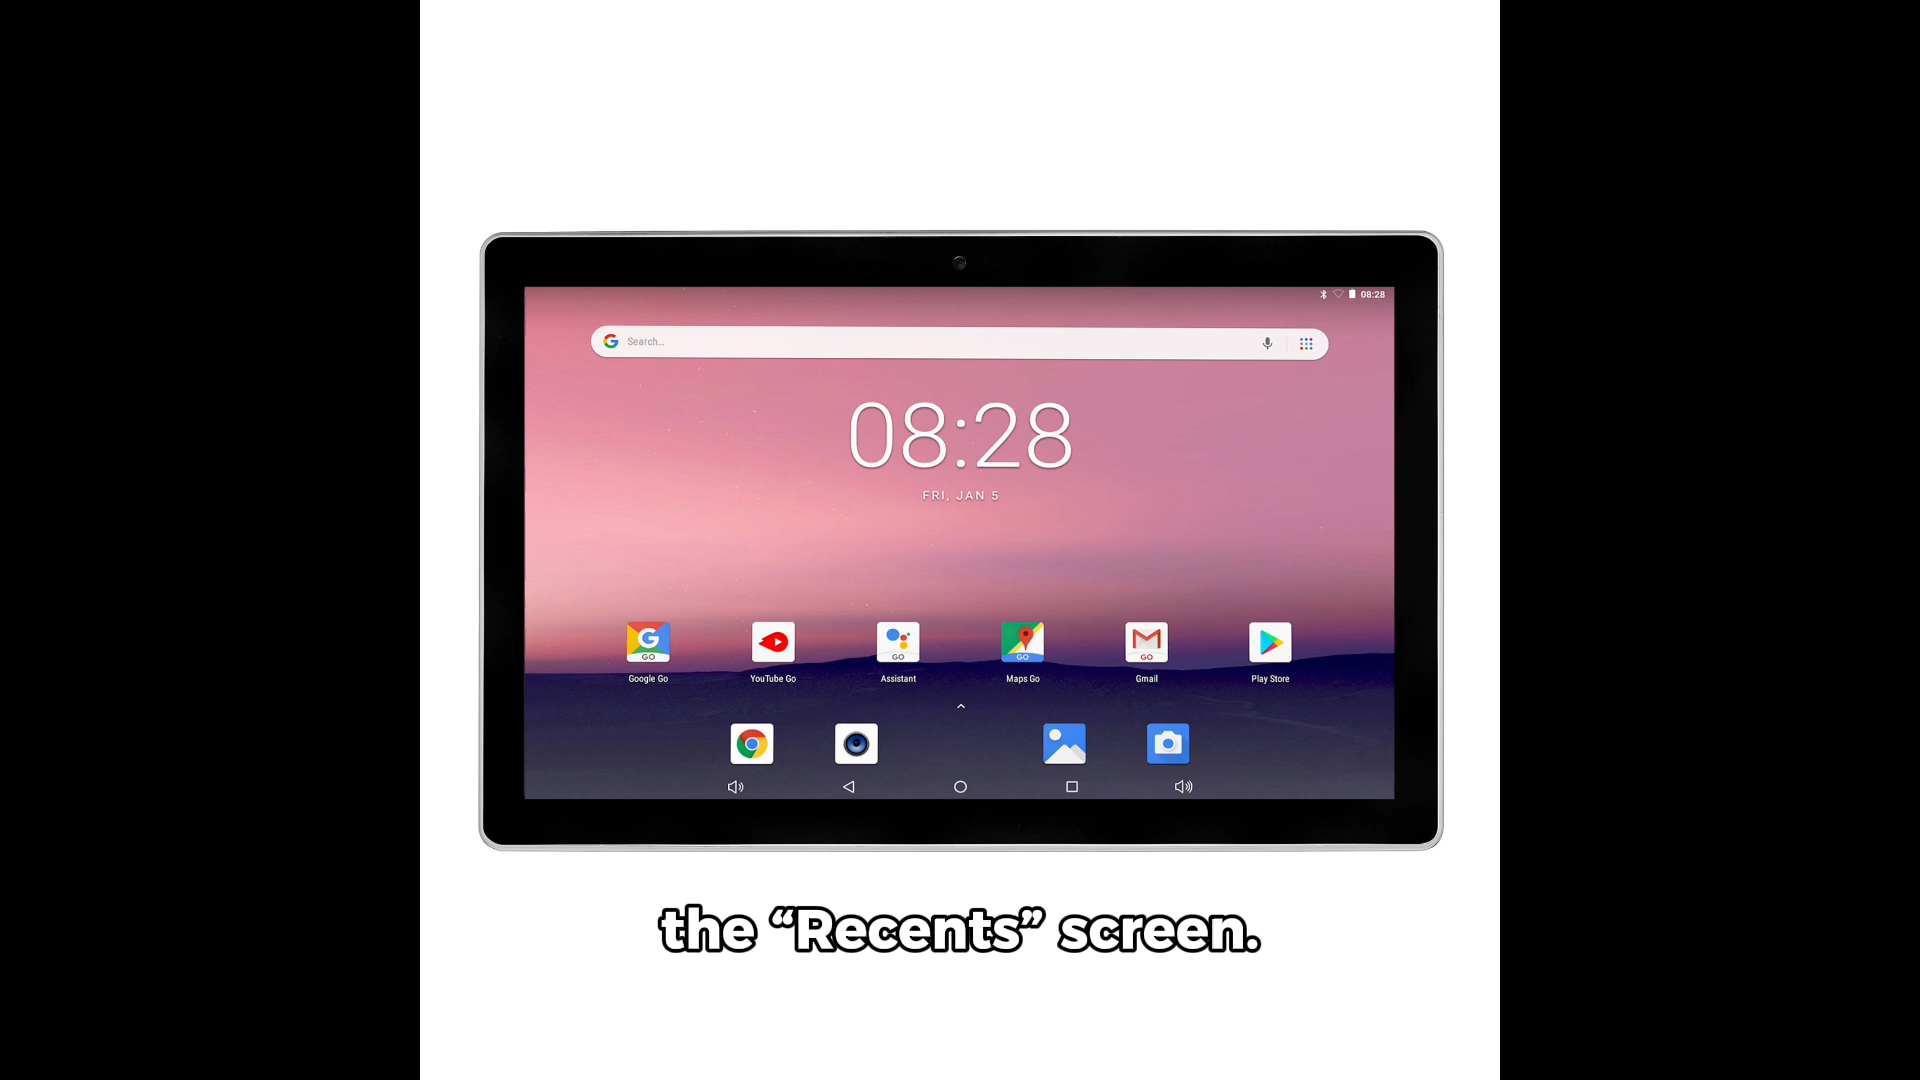 08:28
Search...
08:28
FRI, JAN 5
GO
GO
GO
GO
Google Go
YouTube Go
Assistant
Maps Go
Gmail
Play Store
the “Recents” screen.